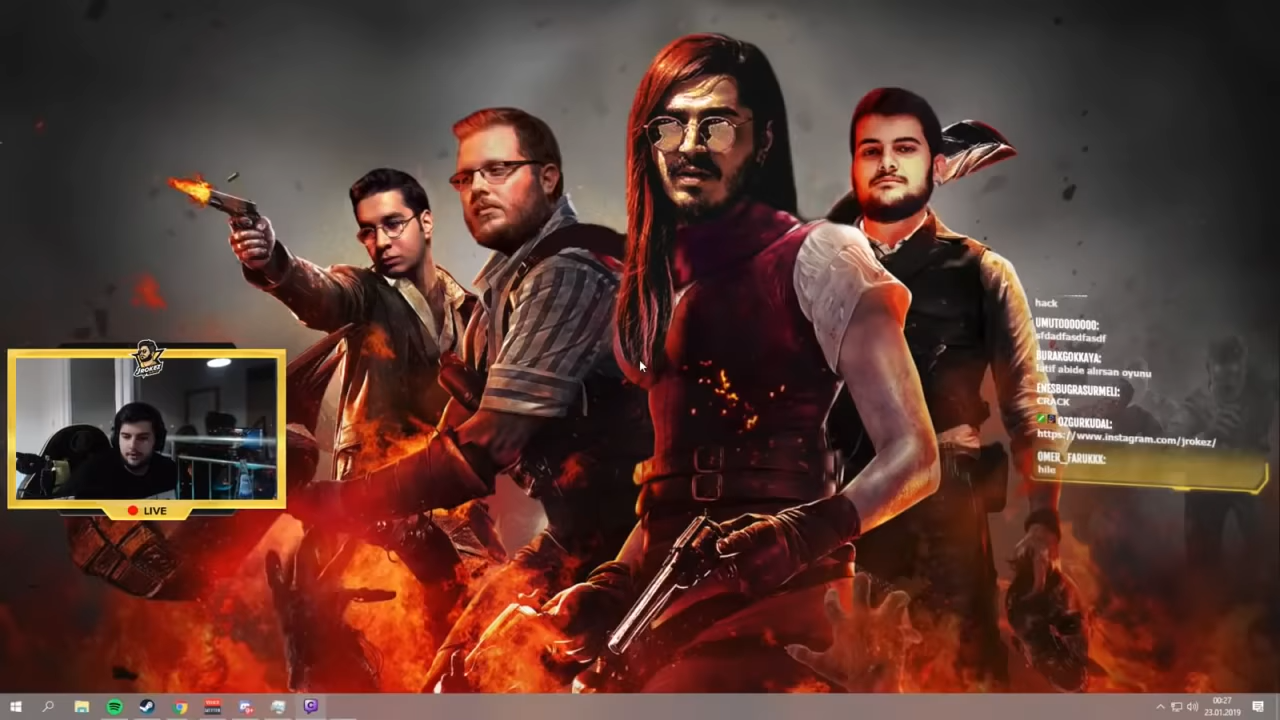 hack
UMUTOOOOOOO:
sfdadfasdfasdf
BURAKGOKKAYA:
latif abide alırsan oyunu
ENESBUGRASURMELI:
CRACK
OZGURKUDAL:
https://www.instagram.com/jrokez/
OMER_FARUKKK:
hile
JROKEZ
LIVE
00:27
23.01.2019